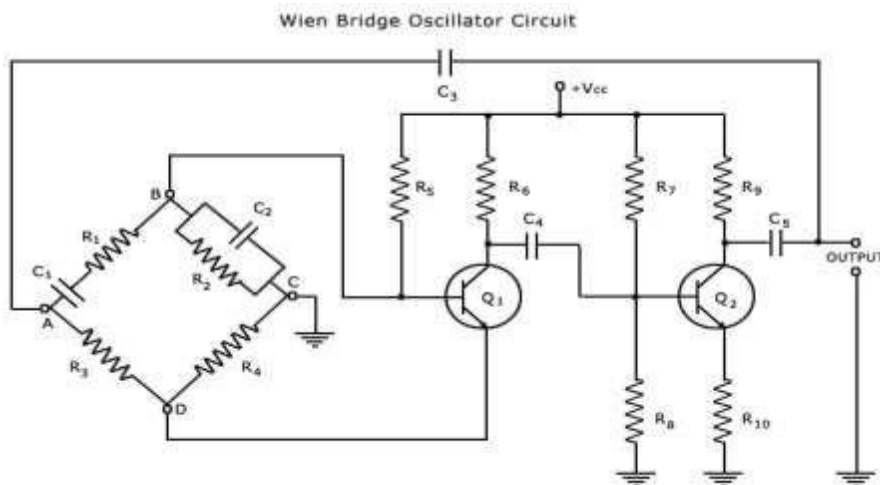 Wien Bridge Oscillator Circuit
C3
+Vcc
B
R5
R6
R7
R9
C2
R1
C4
C5
C1
R2
OUTPUT
C
Q1
Q2
A
R3
R4
D
R8
R10